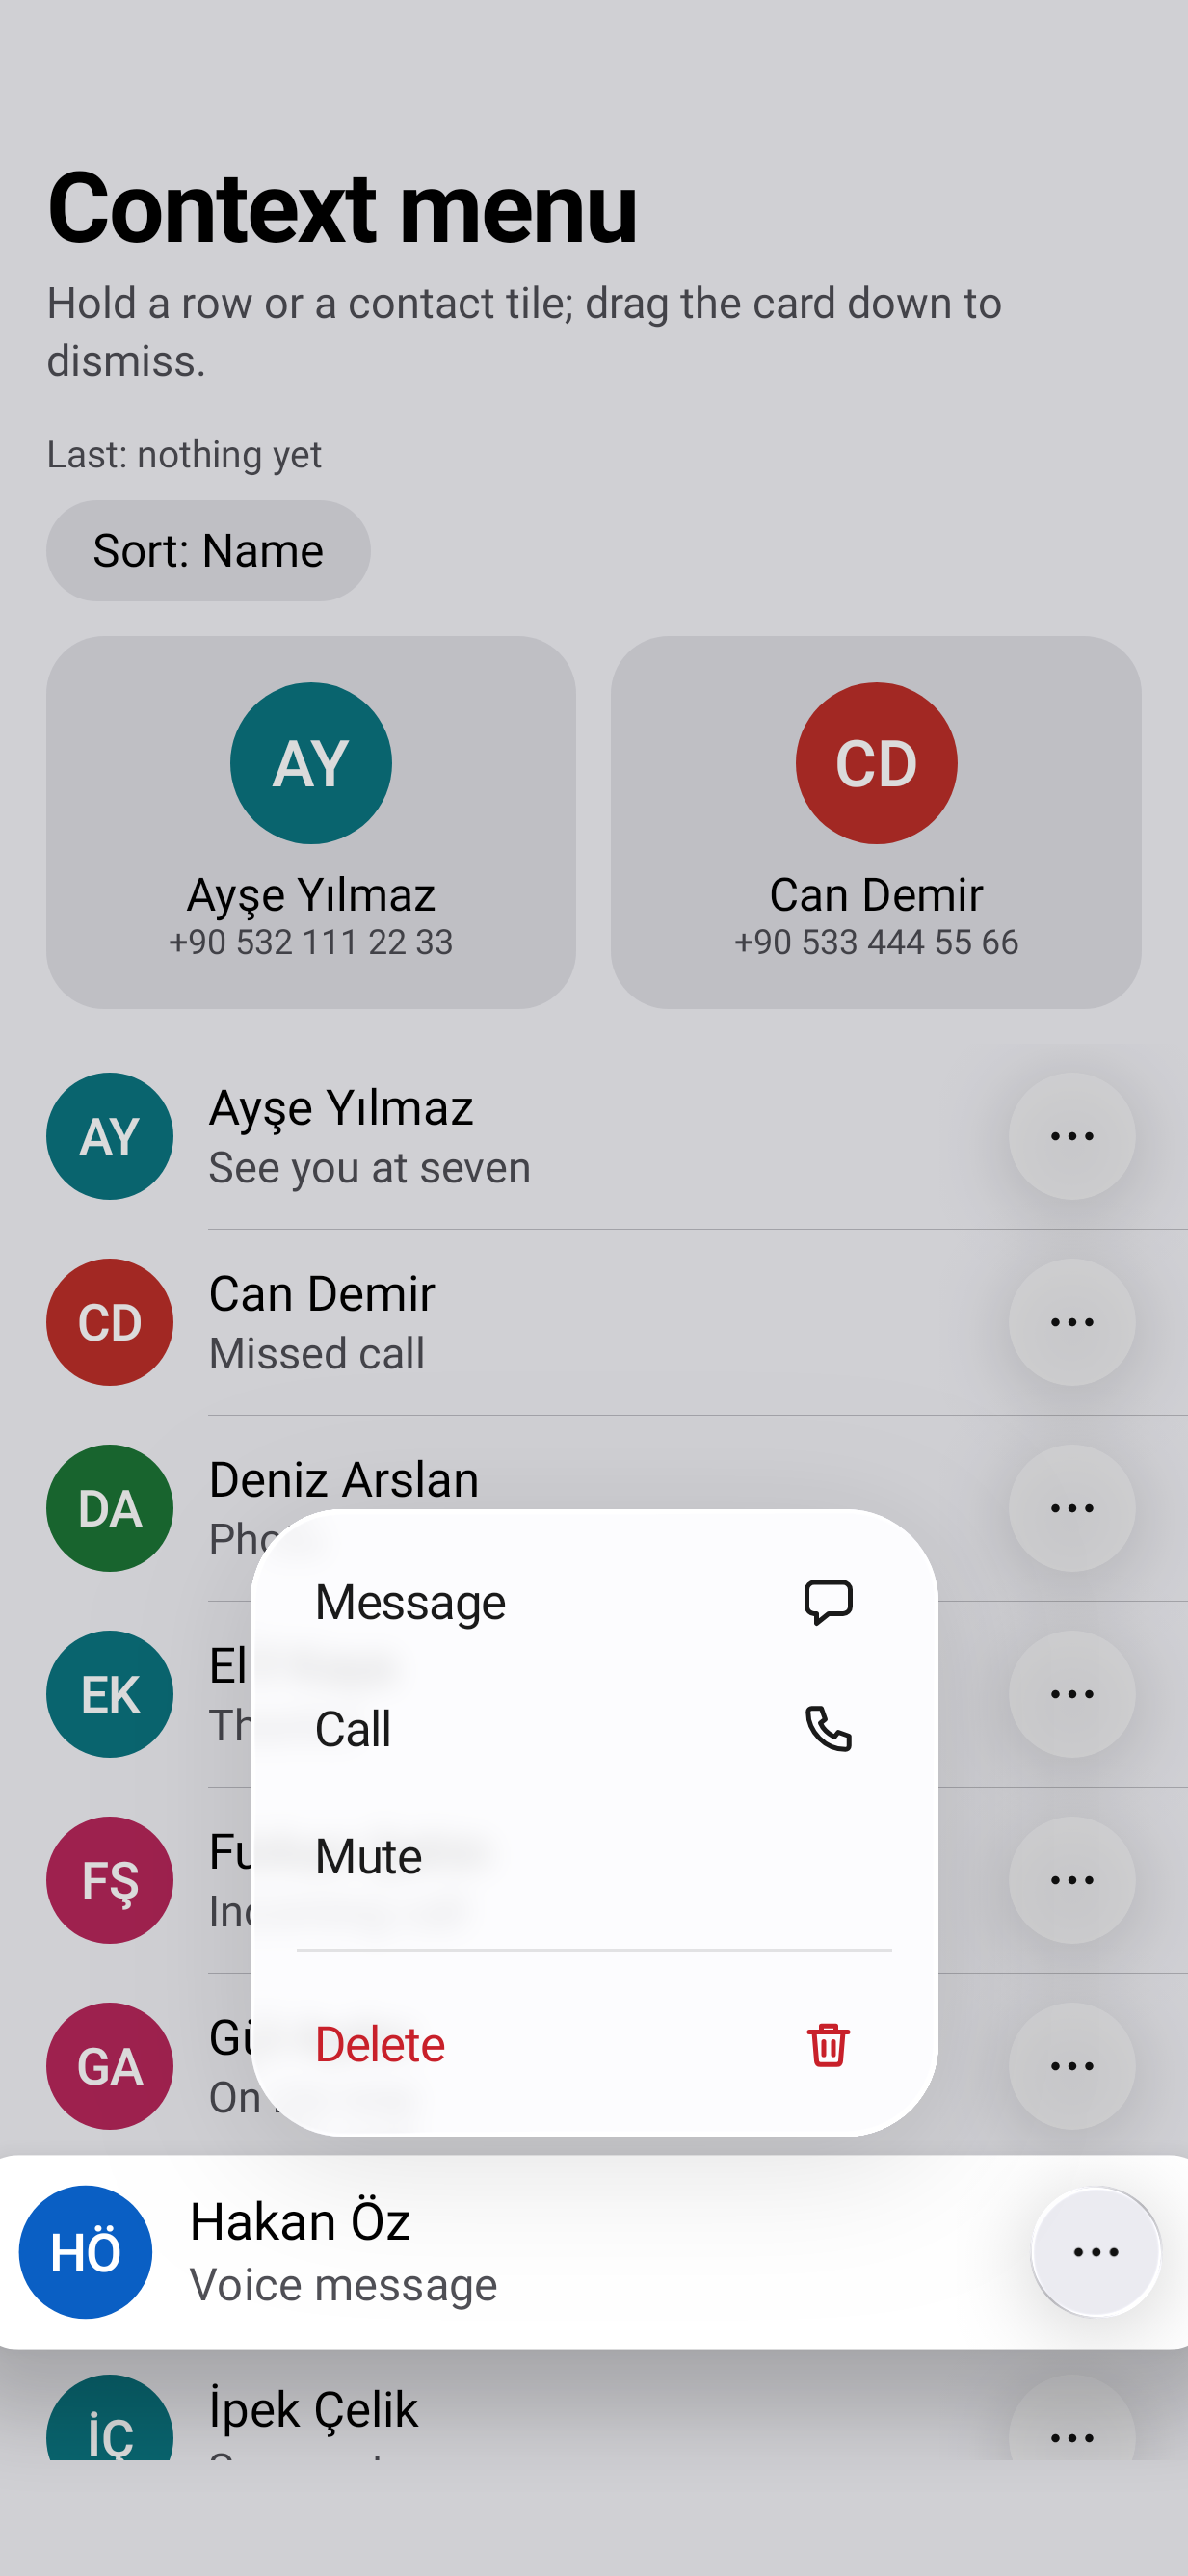 Context menu
Hold a row or a contact tile; drag the card down to
dismiss.
Last: nothing yet
Sort: Name
AY
Ayşe Yılmaz
+90 532 111 22 33
CD
Can Demir
+90 533 444 55 66
AY
Ayşe Yılmaz
See you at seven
CD
Can Demir
Missed call
DA
Deniz Arslan
Message
EK
Call
FŞ
Mute
GA
On
Delete
HÖ
Hakan Öz
Voice message
İÇ
İpek Çelik